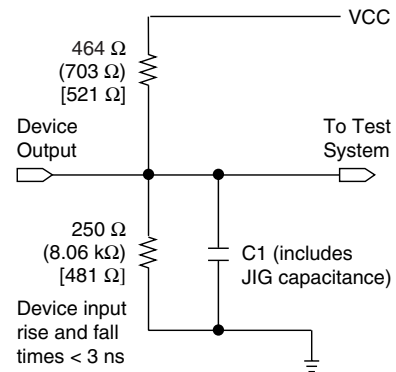 VCC
464 Ω
(703 Ω)
[521 Ω]
Device
Output
To Test
System
250 Ω
(8.06 kΩ)
[481 Ω]
C1 (includes
JIG capacitance)
Device input
rise and fall
times < 3 ns